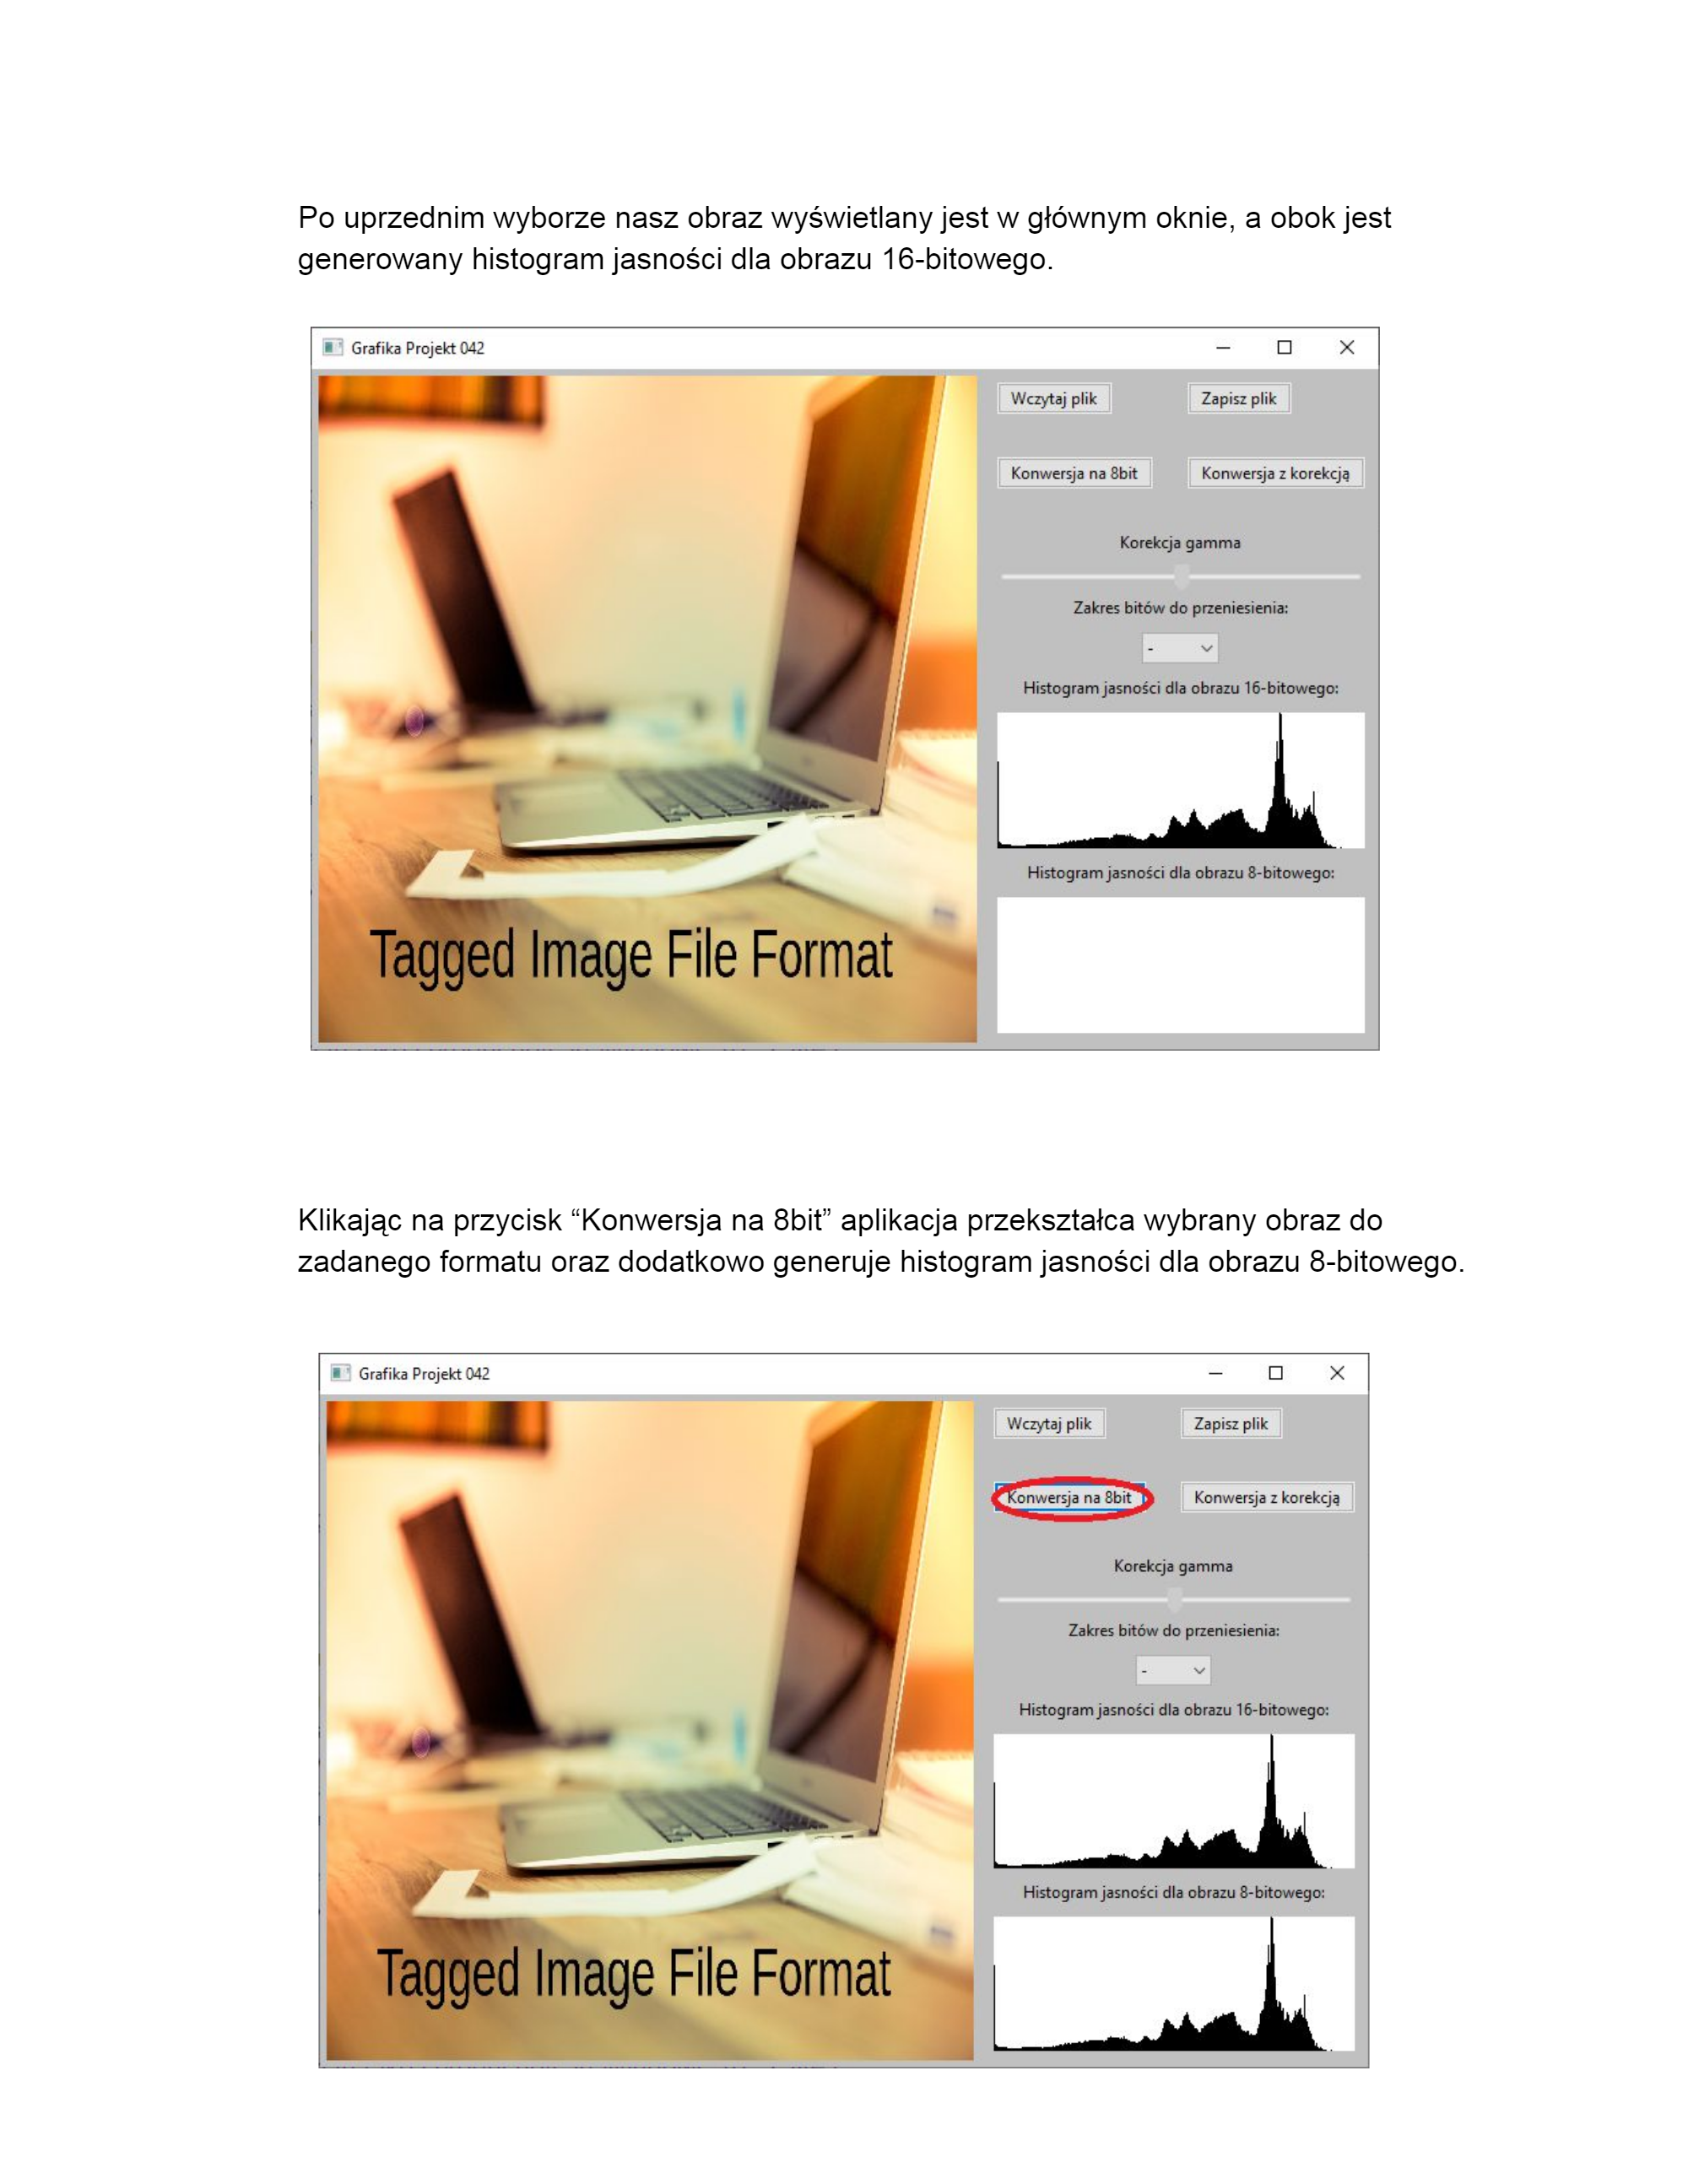 Po uprzednim wyborze nasz obraz wyświetlany jest w głównym oknie, a obok jest
generowany histogram jasności dla obrazu 16-bitowego.
Grafika Projekt 042
Wczytaj plik
Zapisz plik
Konwersja na 8bit
Konwersja z korekcją
Korekcja gamma
Zakres bitów do przeniesienia:
-
Histogram jasności dla obrazu 16-bitowego:
Histogram jasności dla obrazu 8-bitowego:
Tagged Image File Format
Klikając na przycisk “Konwersja na 8bit” aplikacja przekształca wybrany obraz do
zadanego formatu oraz dodatkowo generuje histogram jasności dla obrazu 8-bitowego.
Grafika Projekt 042
Wczytaj plik
Zapisz plik
Konwersja na 8bit
Konwersja z korekcją
Korekcja gamma
Zakres bitów do przeniesienia:
-
Histogram jasności dla obrazu 16-bitowego:
Histogram jasności dla obrazu 8-bitowego:
Tagged Image File Format